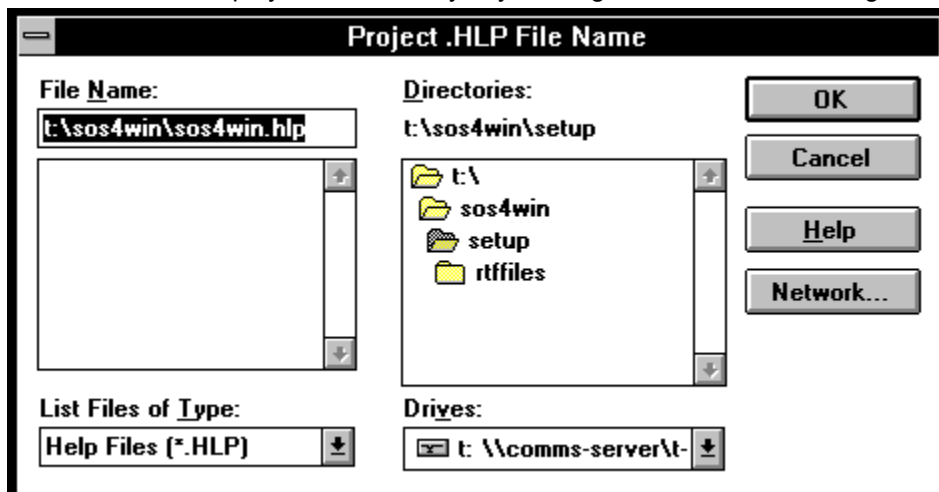 Project .HLP File Name
File Name:
t:\sos4win\sos4win.hlp
Directories:
t:\sos4win\setup
t:\
sos4win
setup
rtffiles
OK
Cancel
Help
Network...
List Files of Type:
Help Files (*.HLP)
Drives:
t: \\comms-server\t-